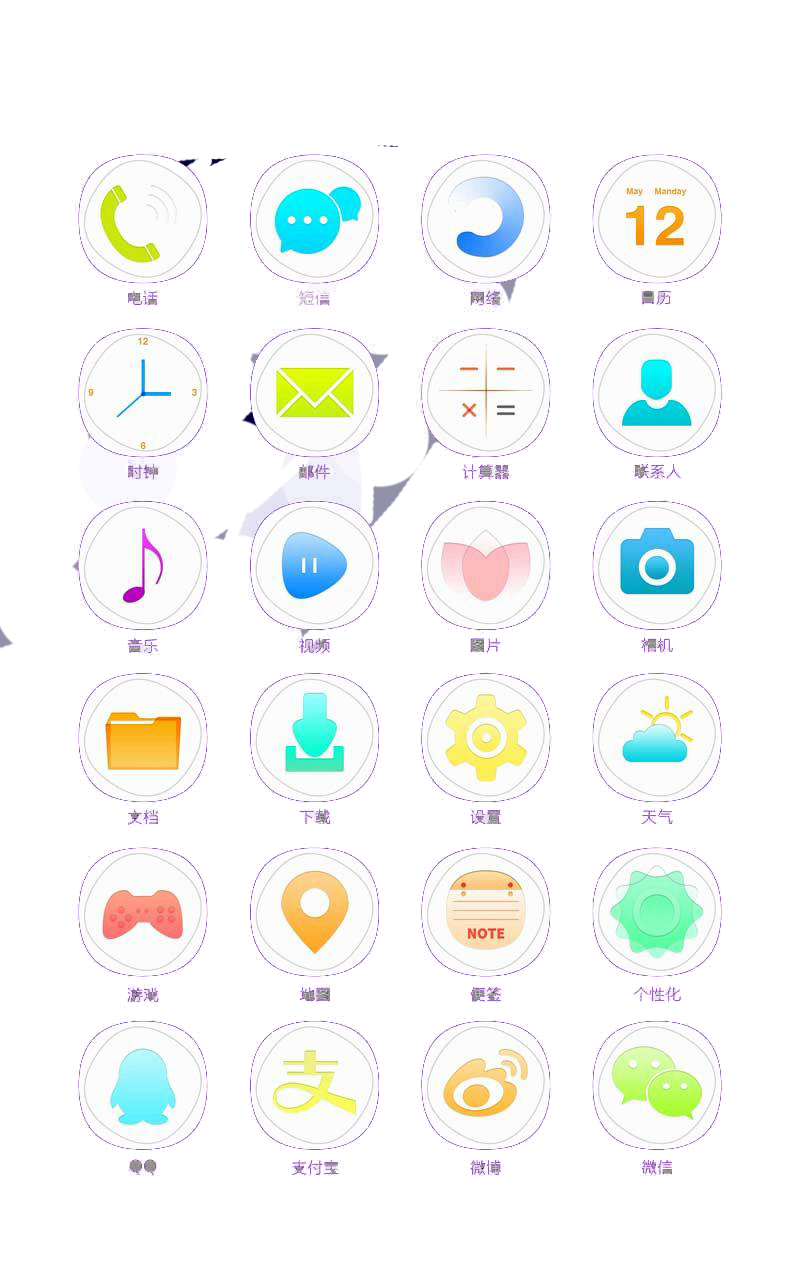 May Manday
12
电话 短信 网络 日历
12
9 3
6
时钟 邮件 计算器 联系人
音乐 视频 图片 相机
文档 下载 设置 天气
NOTE
游戏 地图 便签 个性化
支
QQ 支付宝 微博 微信